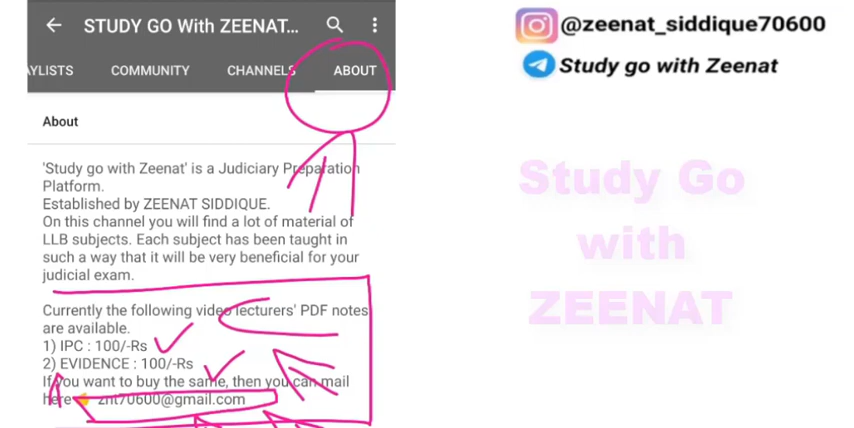 STUDY GO With ZEENAT...
AYLISTS COMMUNITY CHANNELS ABOUT
About
'Study go with Zeenat' is a Judiciary Preparation
Platform.
Established by ZEENAT SIDDIQUE.
On this channel you will find a lot of material of
LLB subjects. Each subject has been taught in
such a way that it will be very beneficial for your
judicial exam.
Currently the following video lecturers' PDF notes
are available.
1) IPC : 100/-Rs
2) EVIDENCE : 100/-Rs
If you want to buy the same, then you can mail
here 👉 znt70600@gmail.com
@zeenat_siddique70600
Study go with Zeenat
Study Go
with
ZEENAT